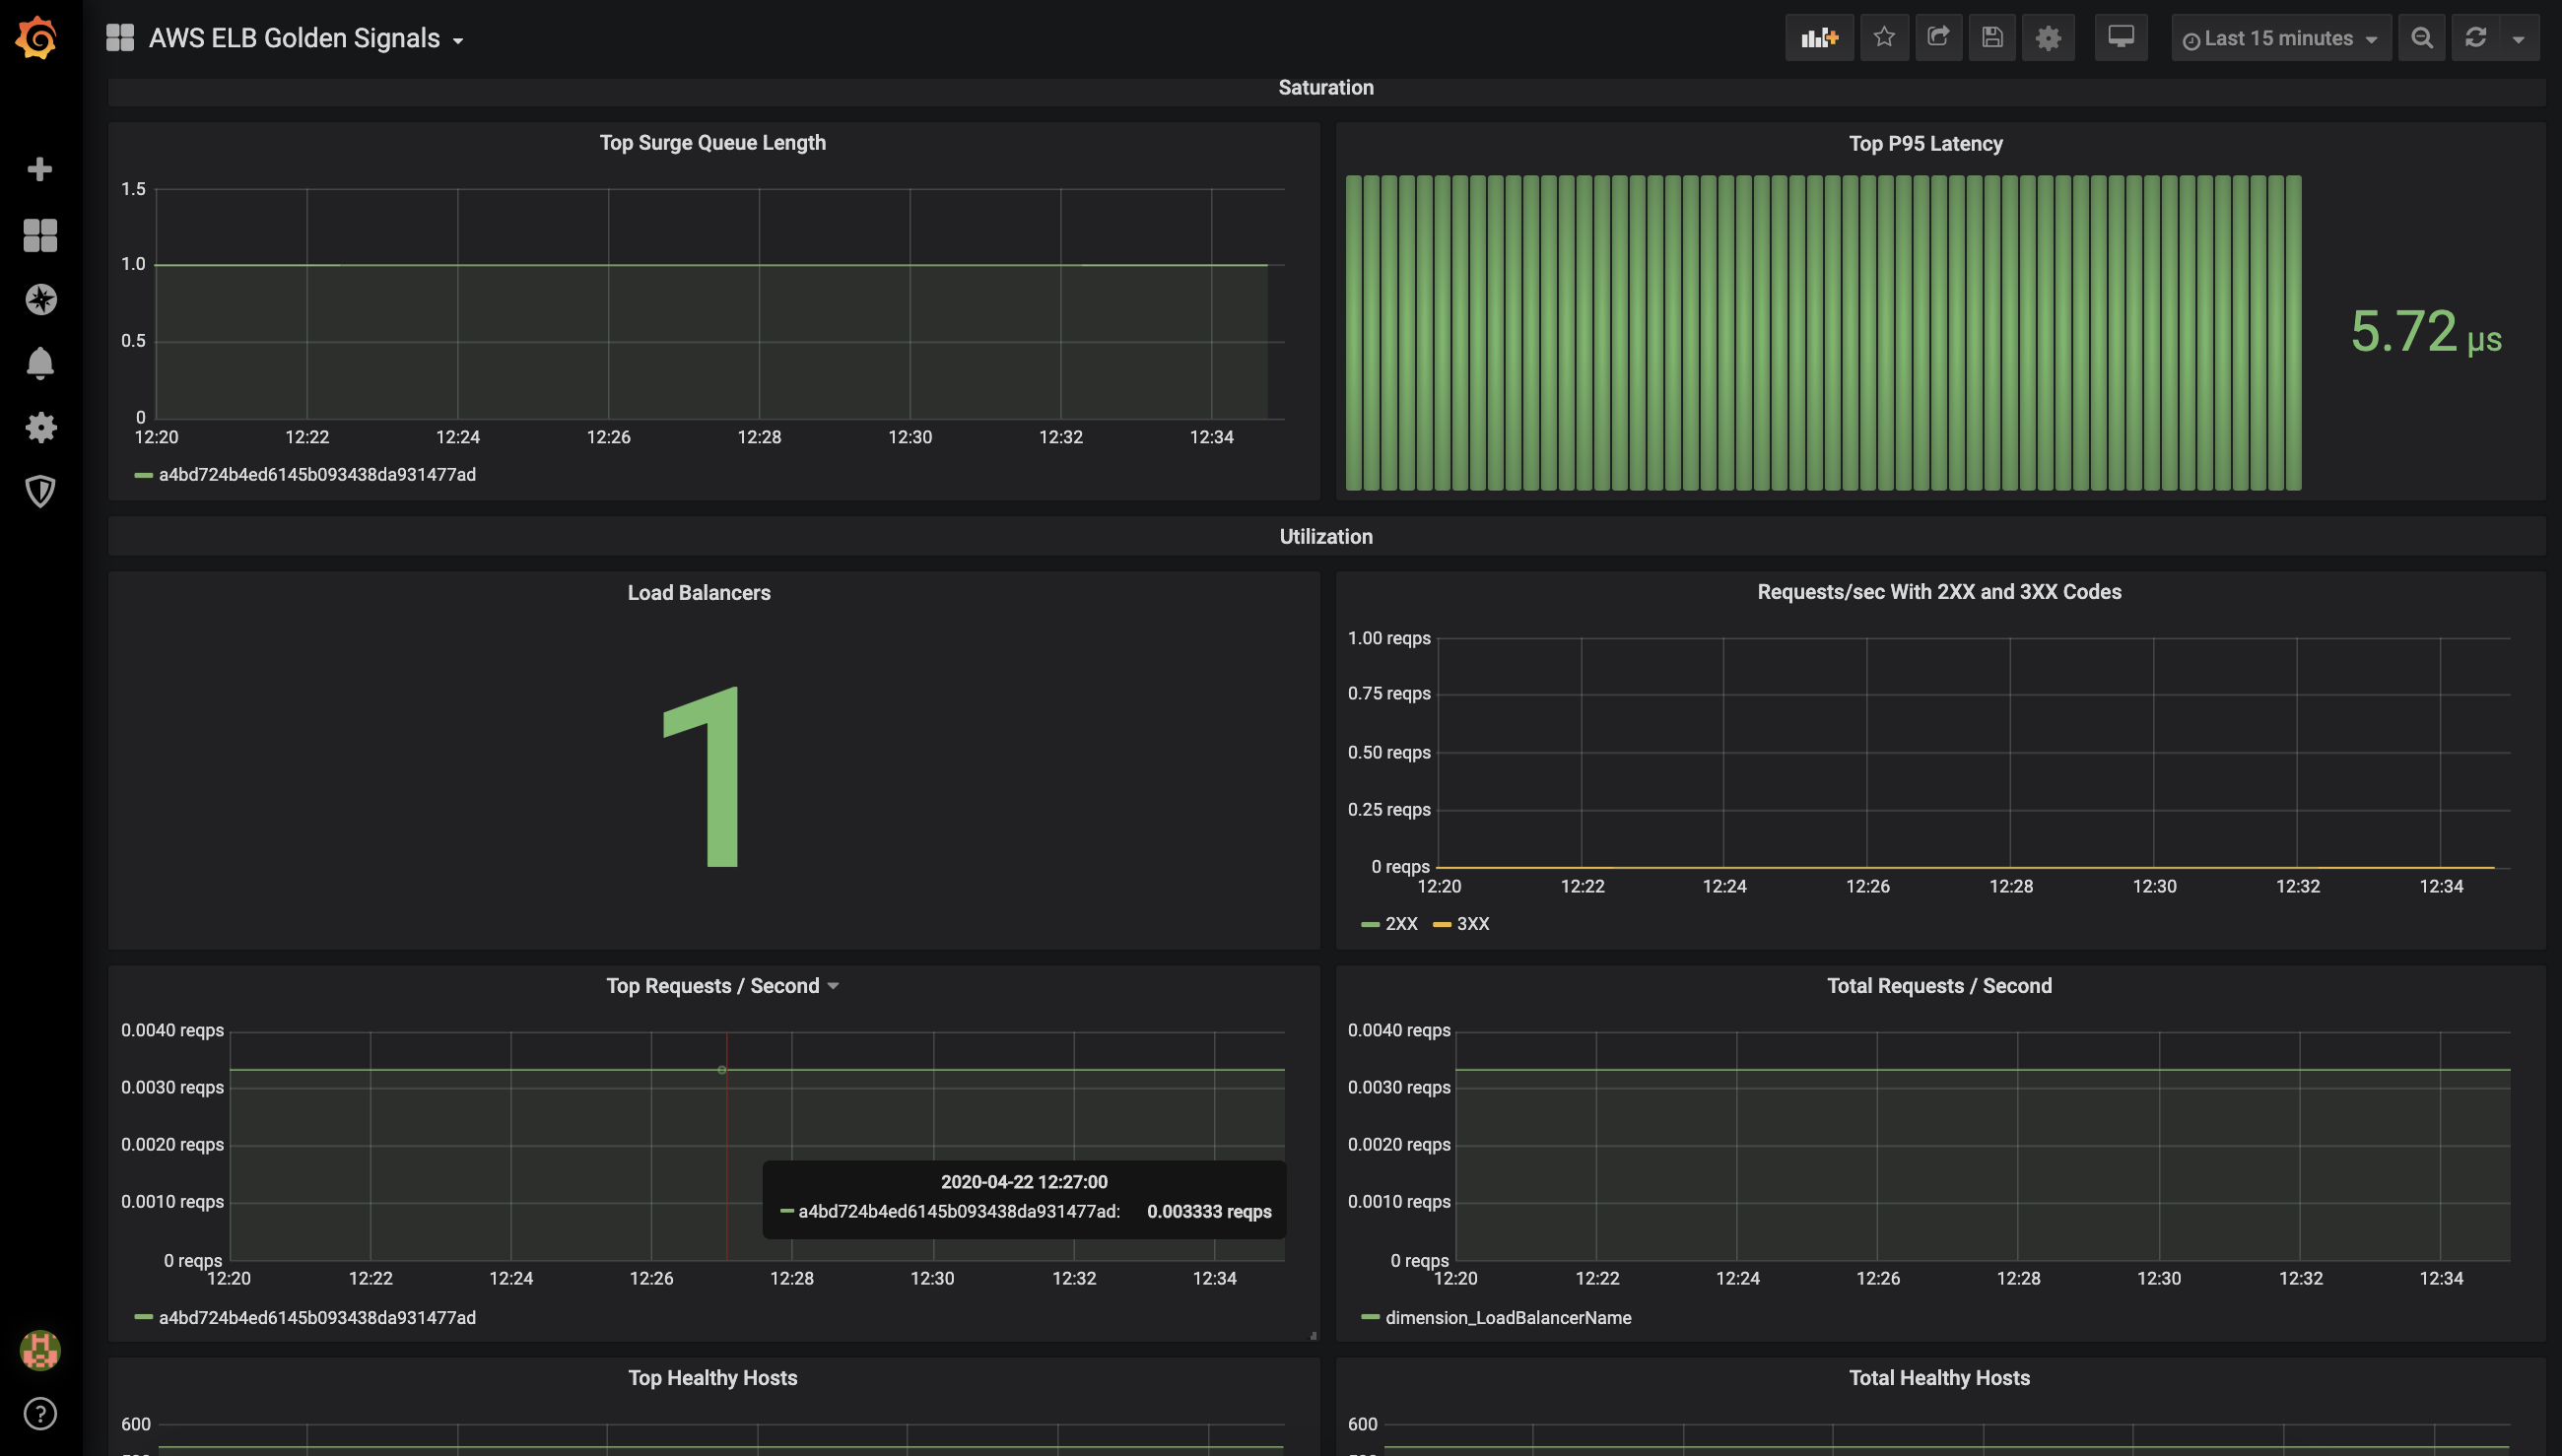 AWS ELB Golden Signals
Last 15 minutes
Saturation
Top Surge Queue Length
1.5
1.0
0.5
0
12:20 12:22 12:24 12:26 12:28 12:30 12:32 12:34
a4bd724b4ed6145b093438da931477ad
Top P95 Latency
5.72 µs
Utilization
Load Balancers
1
Requests/sec With 2XX and 3XX Codes
1.00 reqps
0.75 reqps
0.50 reqps
0.25 reqps
0 reqps
12:20 12:22 12:24 12:26 12:28 12:30 12:32 12:34
2XX 3XX
Top Requests / Second
0.0040 reqps
0.0030 reqps
0.0020 reqps
0.0010 reqps
0 reqps
12:20 12:22 12:24 12:26 12:28 12:30 12:32 12:34
2020-04-22 12:27:00
a4bd724b4ed6145b093438da931477ad: 0.003333 reqps
a4bd724b4ed6145b093438da931477ad
Total Requests / Second
0.0040 reqps
0.0030 reqps
0.0020 reqps
0.0010 reqps
0 reqps
12:20 12:22 12:24 12:26 12:28 12:30 12:32 12:34
dimension_LoadBalancerName
Top Healthy Hosts
600
Total Healthy Hosts
600